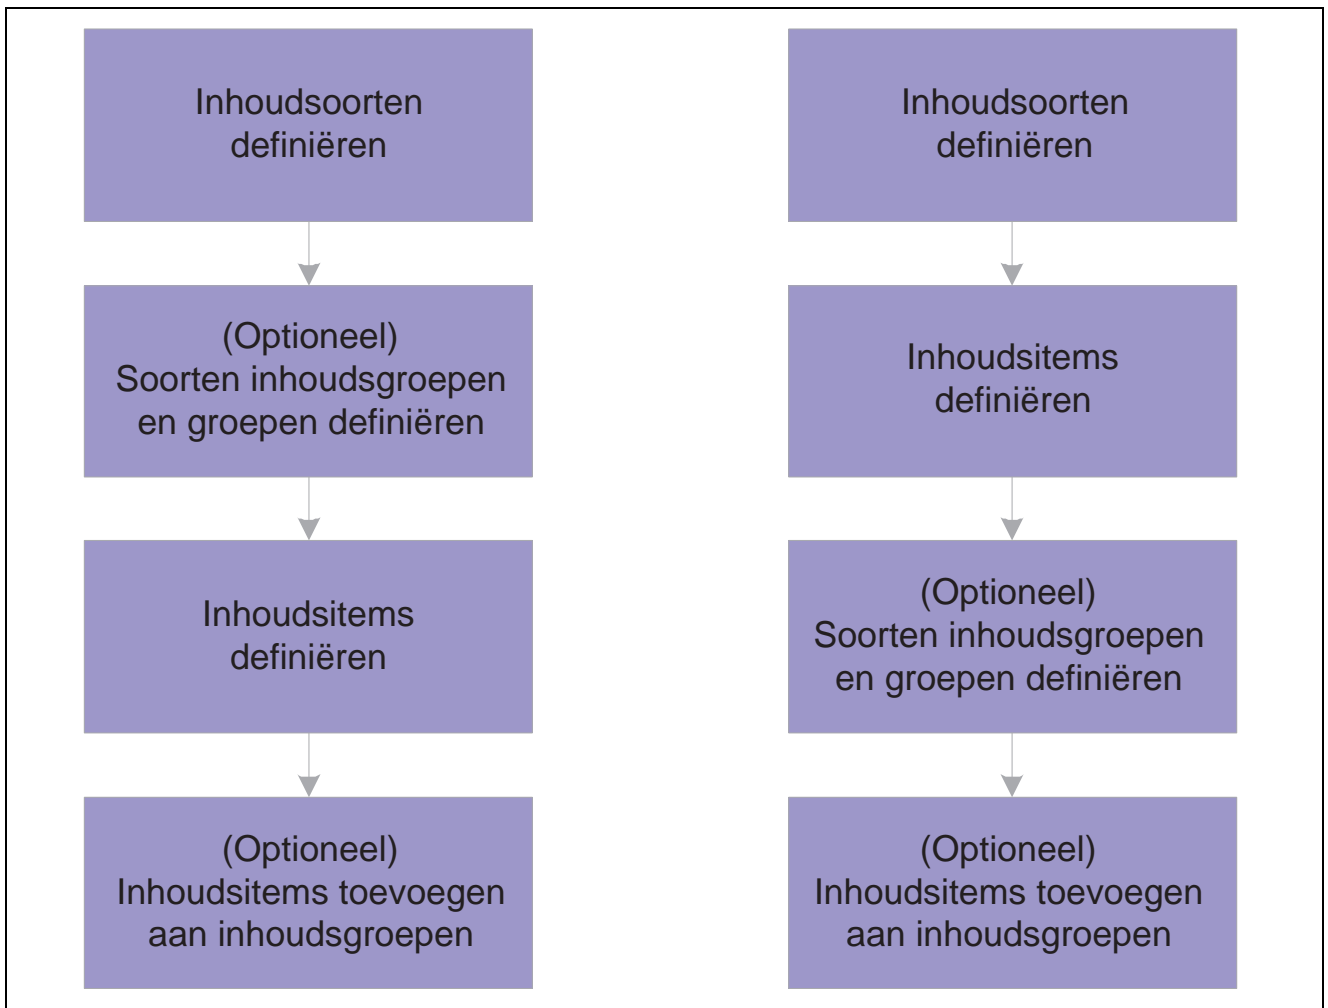 Inhoudsoorten
definiëren
(Optioneel)
Soorten inhoudsgroepen
en groepen definiëren
Inhoudsitems
definiëren
(Optioneel)
Inhoudsitems toevoegen
aan inhoudsgroepen
Inhoudsoorten
definiëren
Inhoudsitems
definiëren
(Optioneel)
Soorten inhoudsgroepen
en groepen definiëren
(Optioneel)
Inhoudsitems toevoegen
aan inhoudsgroepen